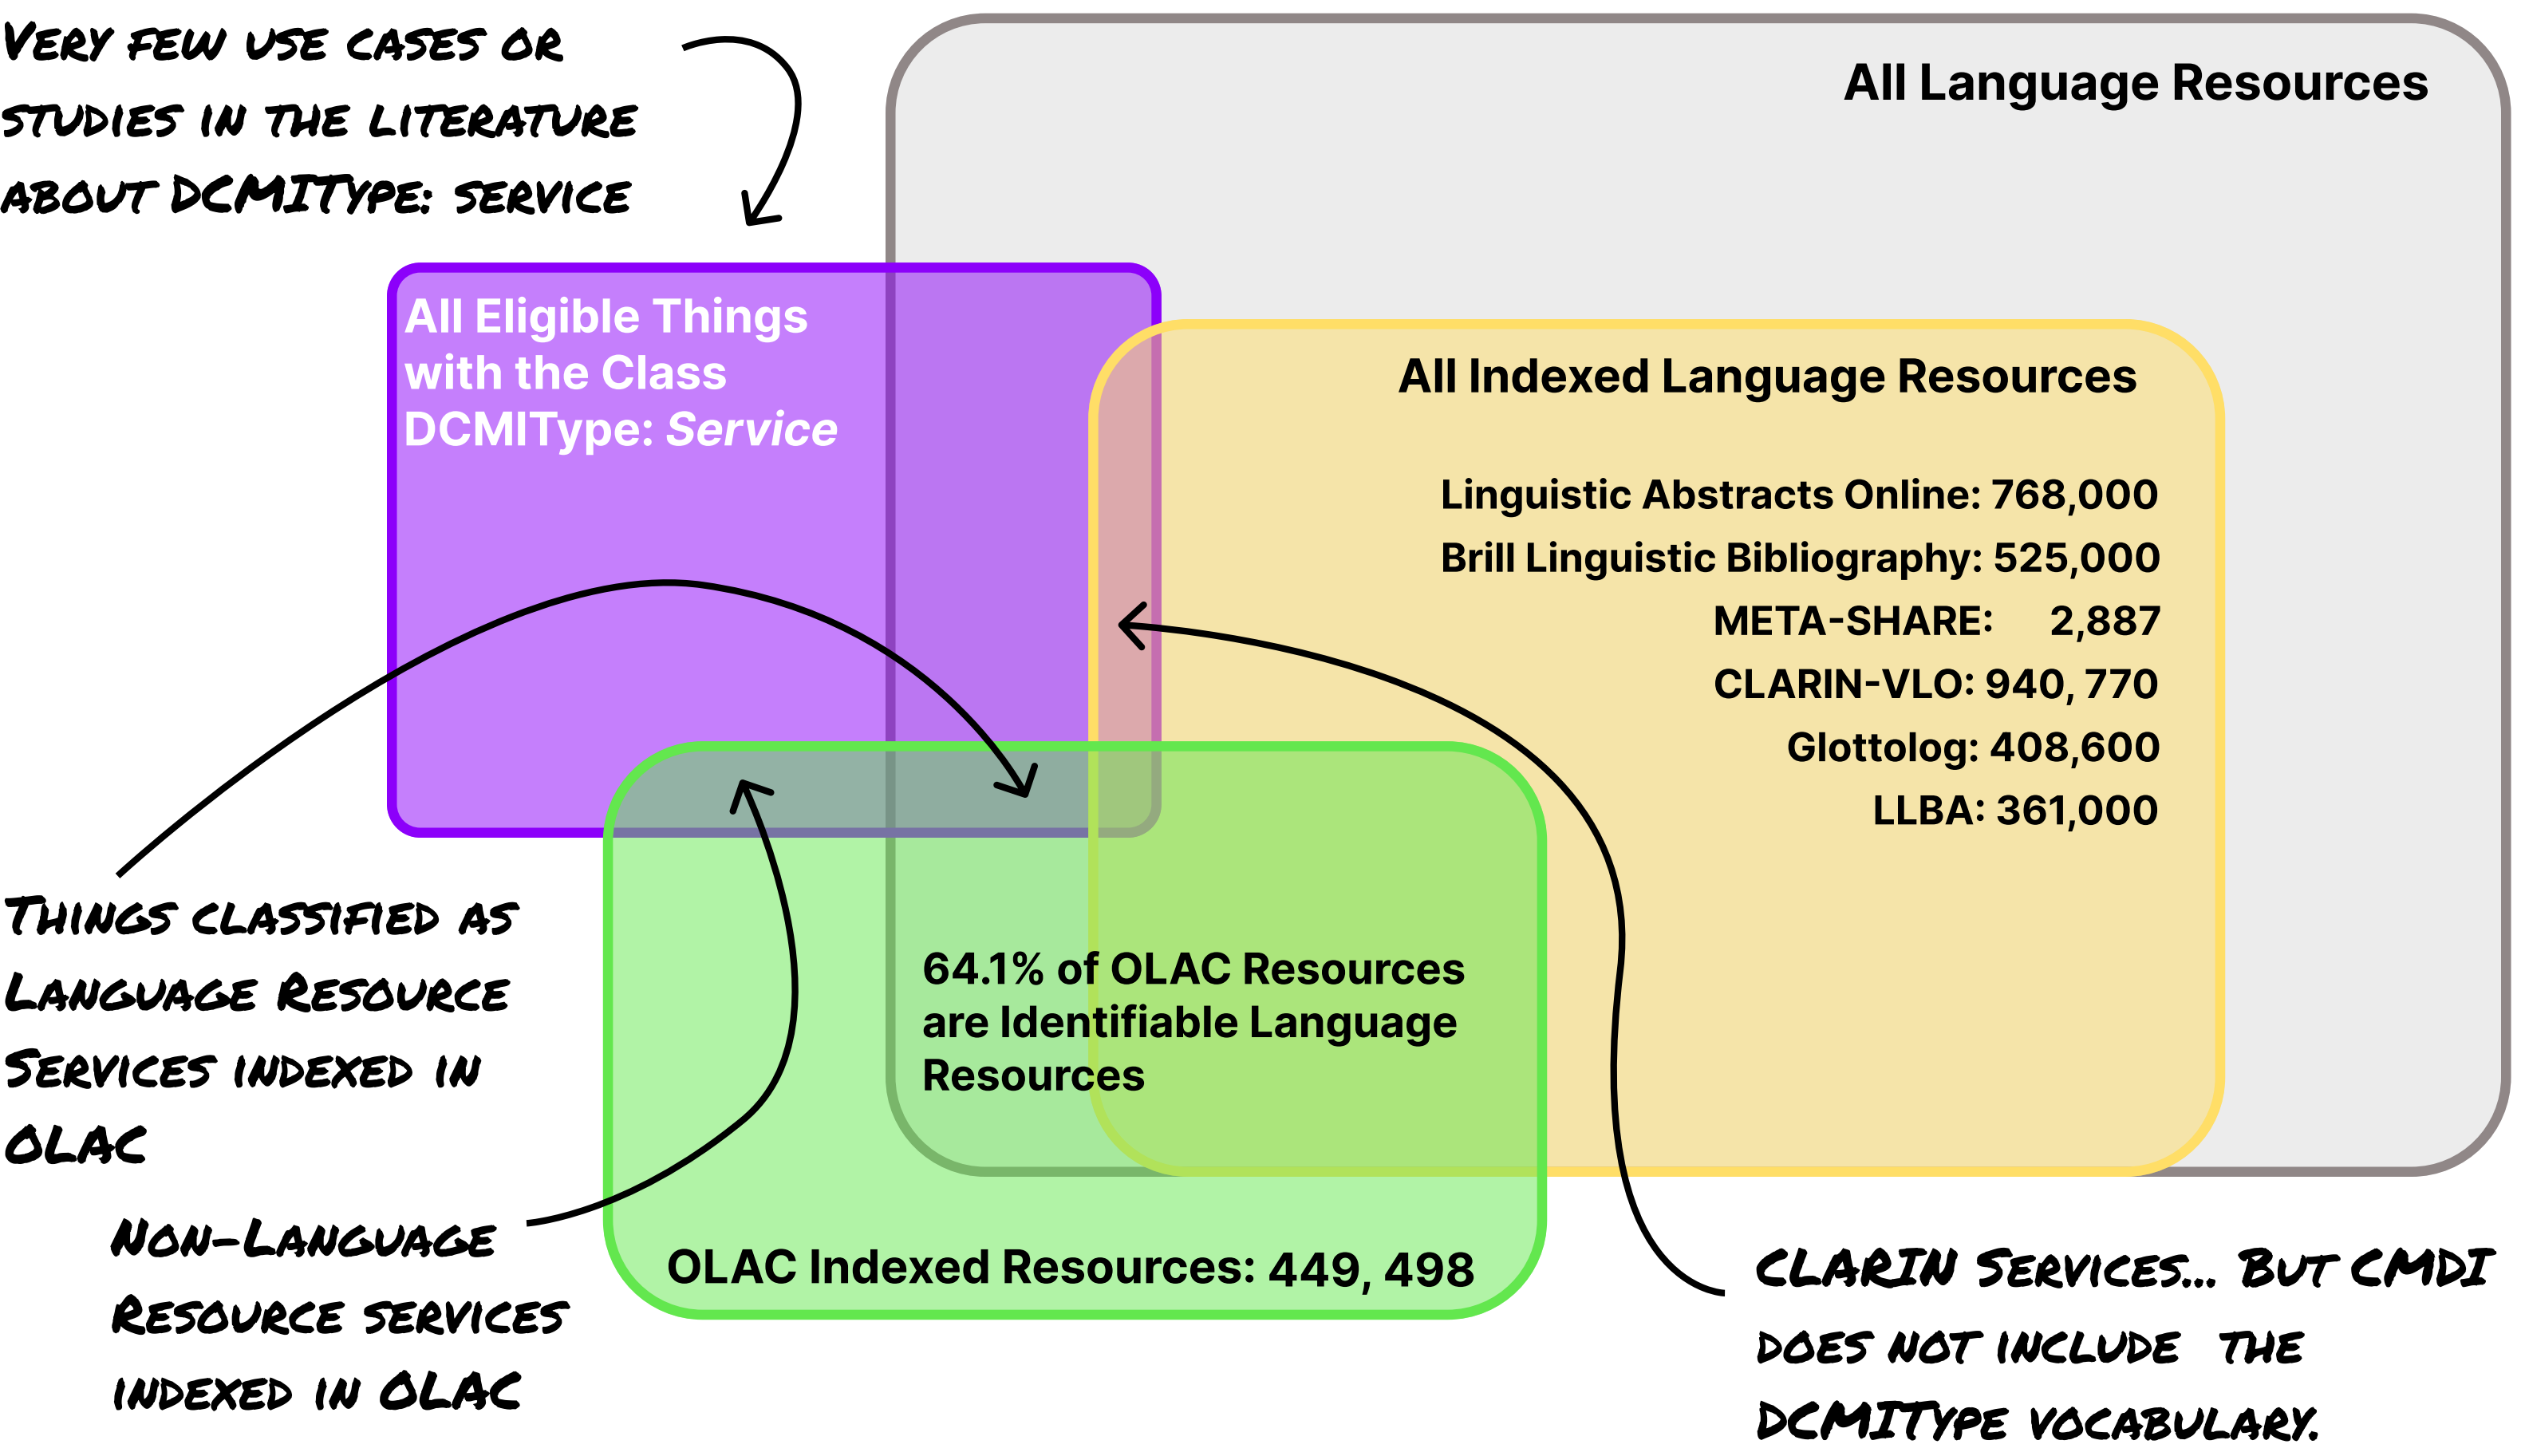 Very few use cases or
studies in the literature
about DCMIType: service
All Language Resources
All Eligible Things
with the Class
DCMIType: Service
All Indexed Language Resources
Linguistic Abstracts Online: 768,000
Brill Linguistic Bibliography: 525,000
META-SHARE: 2,887
CLARIN-VLO: 940, 770
Glottolog: 408,600
LLBA: 361,000
Things classified as
Language Resource
Services indexed in
OLAC
64.1% of OLAC Resources
are Identifiable Language
Resources
Non-Language
Resource services
indexed in OLAC
OLAC Indexed Resources: 449, 498
CLARIN Services... But CMDI
does not include the
DCMIType vocabulary.